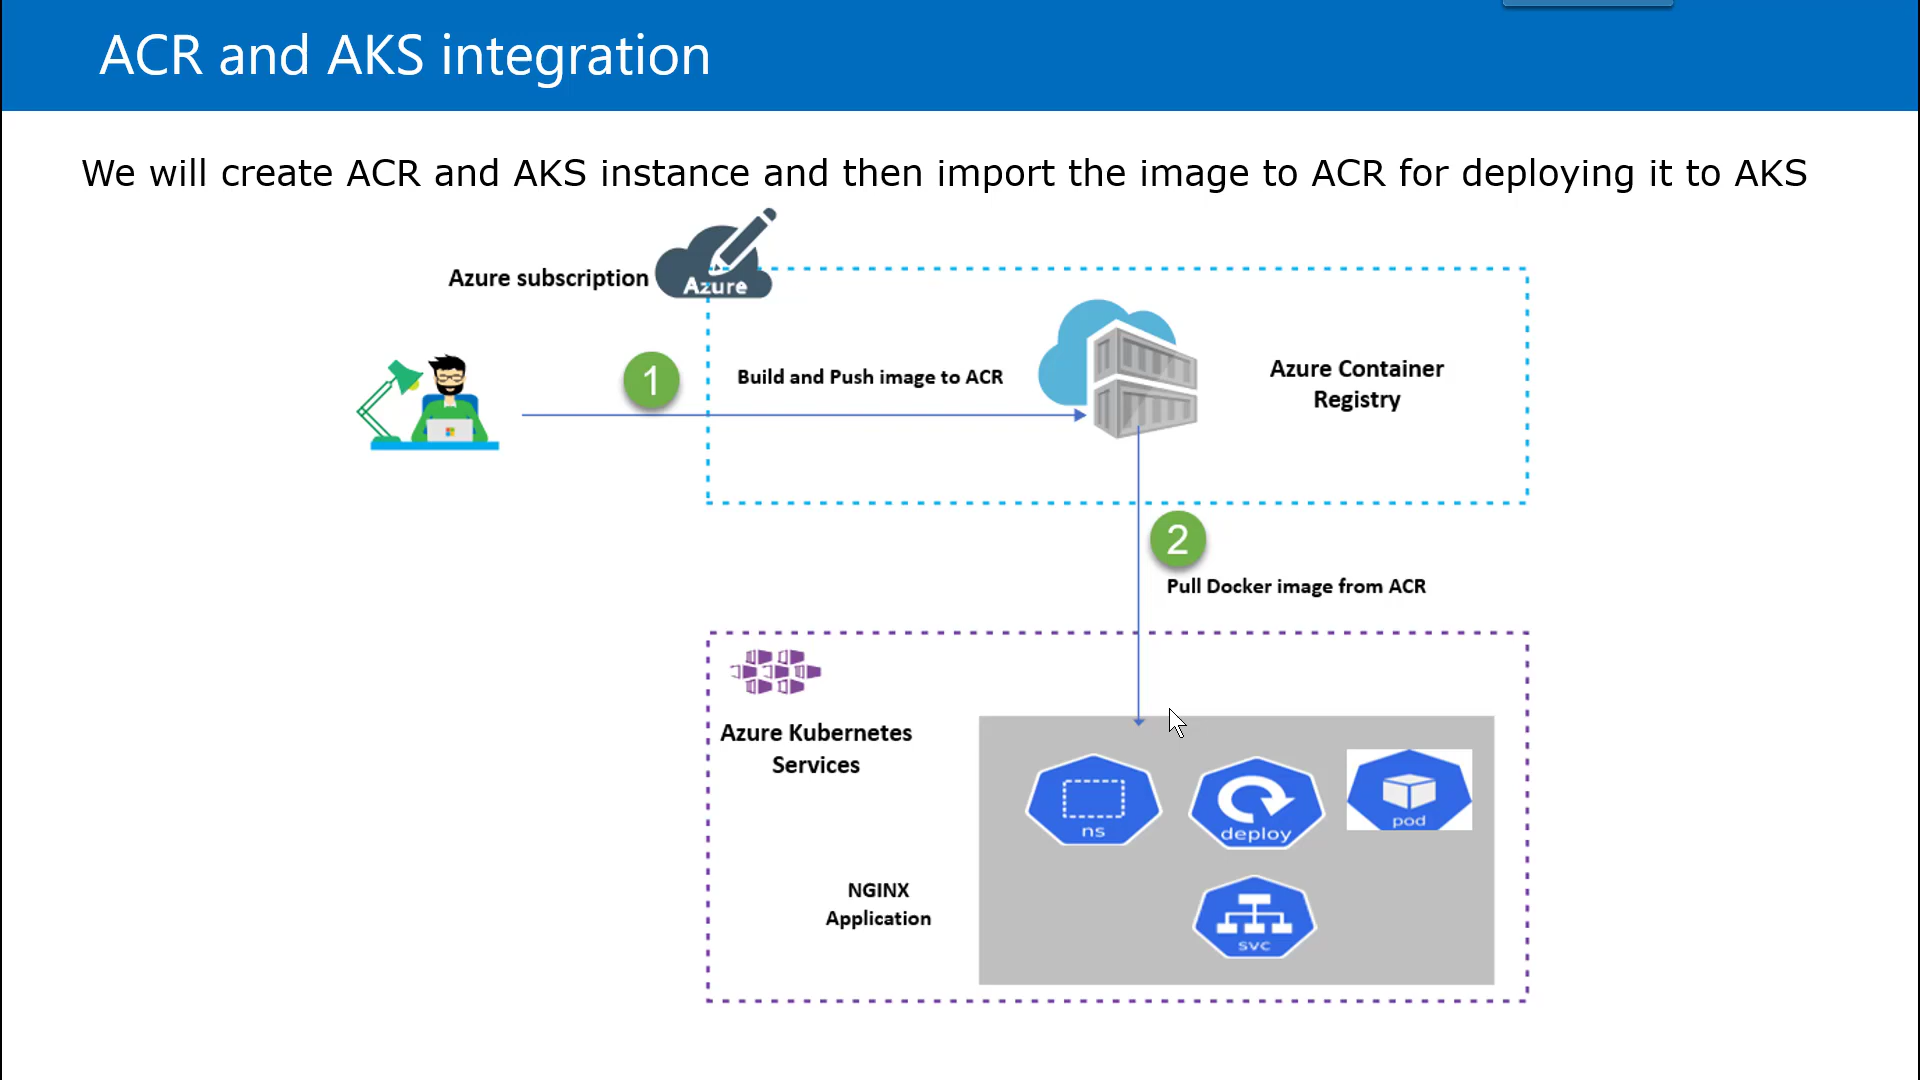 ACR and AKS integration
We will create ACR and AKS instance and then import the image to ACR for deploying it to AKS
Azure subscription
Azure
1
Build and Push image to ACR
Azure Container
Registry
2
Pull Docker image from ACR
Azure Kubernetes
Services
ns
deploy
pod
NGINX
Application
svc